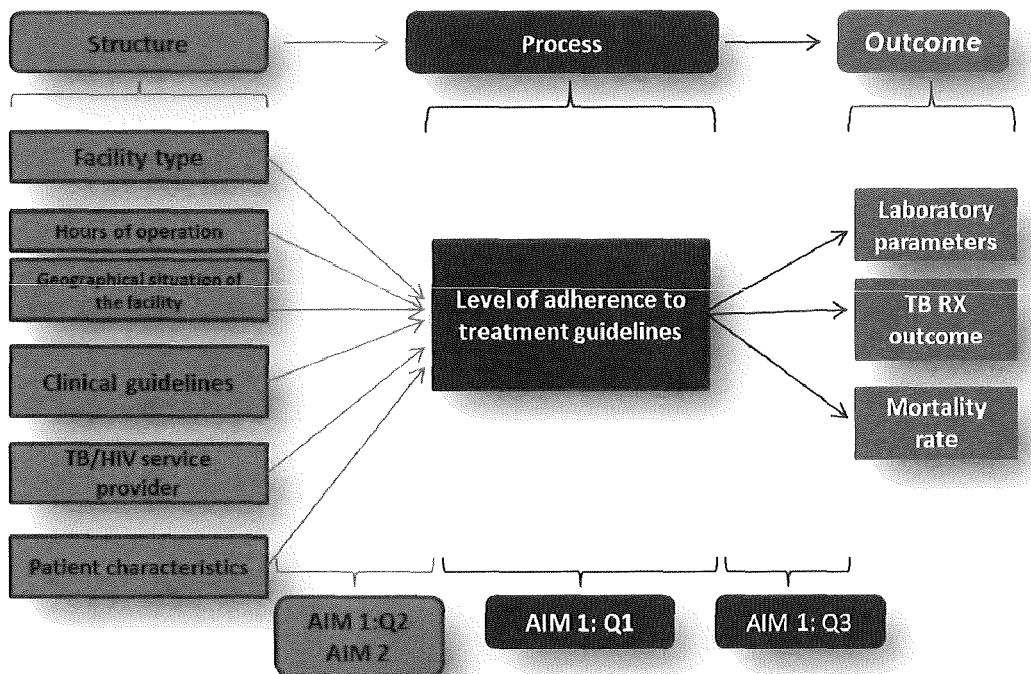 Structure
Process
Outcome
Facility type
Hours of operation
Geographical situation of
the facility
Clinical guidelines
TB/HIV service
provider
Patient characteristics
Level of adherence to
treatment guidelines
Laboratory
parameters
TB RX
outcome
Mortality
rate
AIM 1:Q2
AIM 2
AIM 1: Q1
AIM 1: Q3